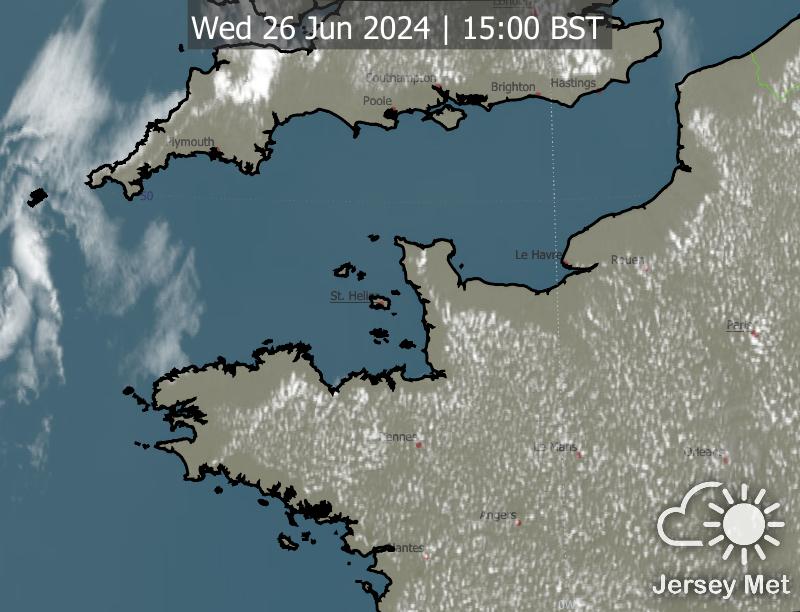 Wed 26 Jun 2024 | 15:00 BST
London
Southampton
Brighton
Hastings
Poole
Plymouth
50
Le Havre
Rouen
St. Helier
Paris
Rennes
Le Mans
Orleans
Angers
Nantes
0W
Jersey Met